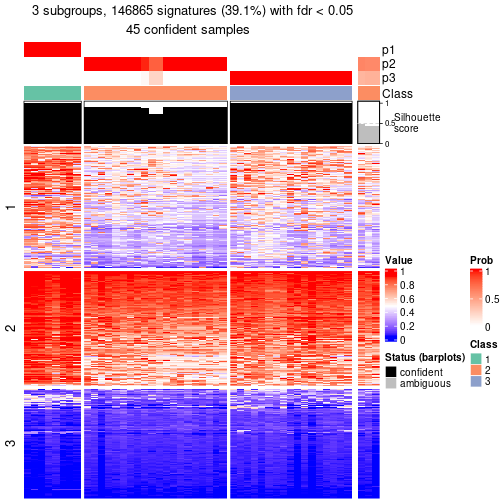 3 subgroups, 146865 signatures (39.1%) with fdr < 0.05
45 confident samples
p1
p2
p3
Class
1
0.5
0
Silhouette
score
1
2
3
Value
1
0.8
0.6
0.4
0.2
0
Prob
1
0.5
0
Status (barplots)
confident
ambiguous
Class
1
2
3